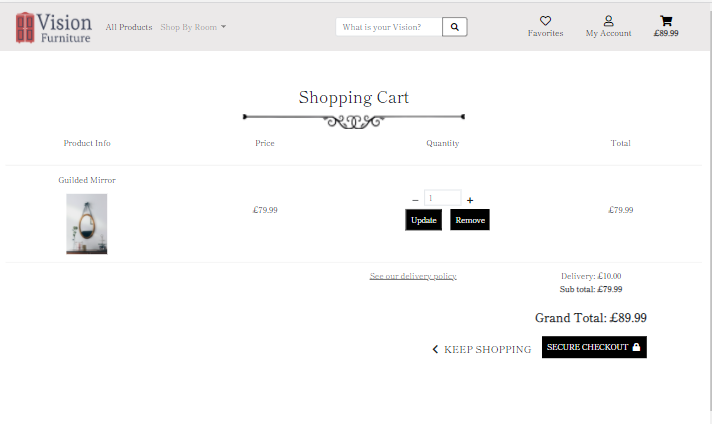 Vision
Furniture
All Products
Shop By Room
What is your Vision?
Favorites
My Account
£89.99
Shopping Cart
Product Info
Price
Quantity
Total
Guilded Mirror
£79.99
1
£79.99
Update
Remove
See our delivery policy
Delivery: £10.00
Sub total: £79.99
Grand Total: £89.99
KEEP SHOPPING
SECURE CHECKOUT